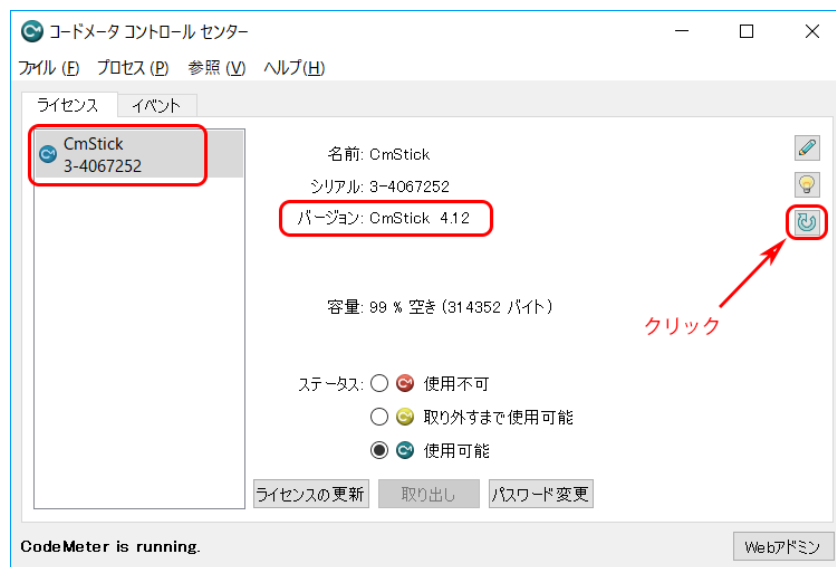 コードメータ コントロール センター
ファイル (F) プロセス (P) 参照 (V) ヘルプ(H)
ライセンス イベント
CmStick
3-4067252
名前: CmStick
シリアル: 3-4067252
バージョン: CmStick 4.12
容量: 99 % 空き (314352 バイト)
クリック
ステータス: 使用不可
取り外すまで使用可能
使用可能
ライセンスの更新 取り出し パスワード変更
CodeMeter is running. Webアドミン